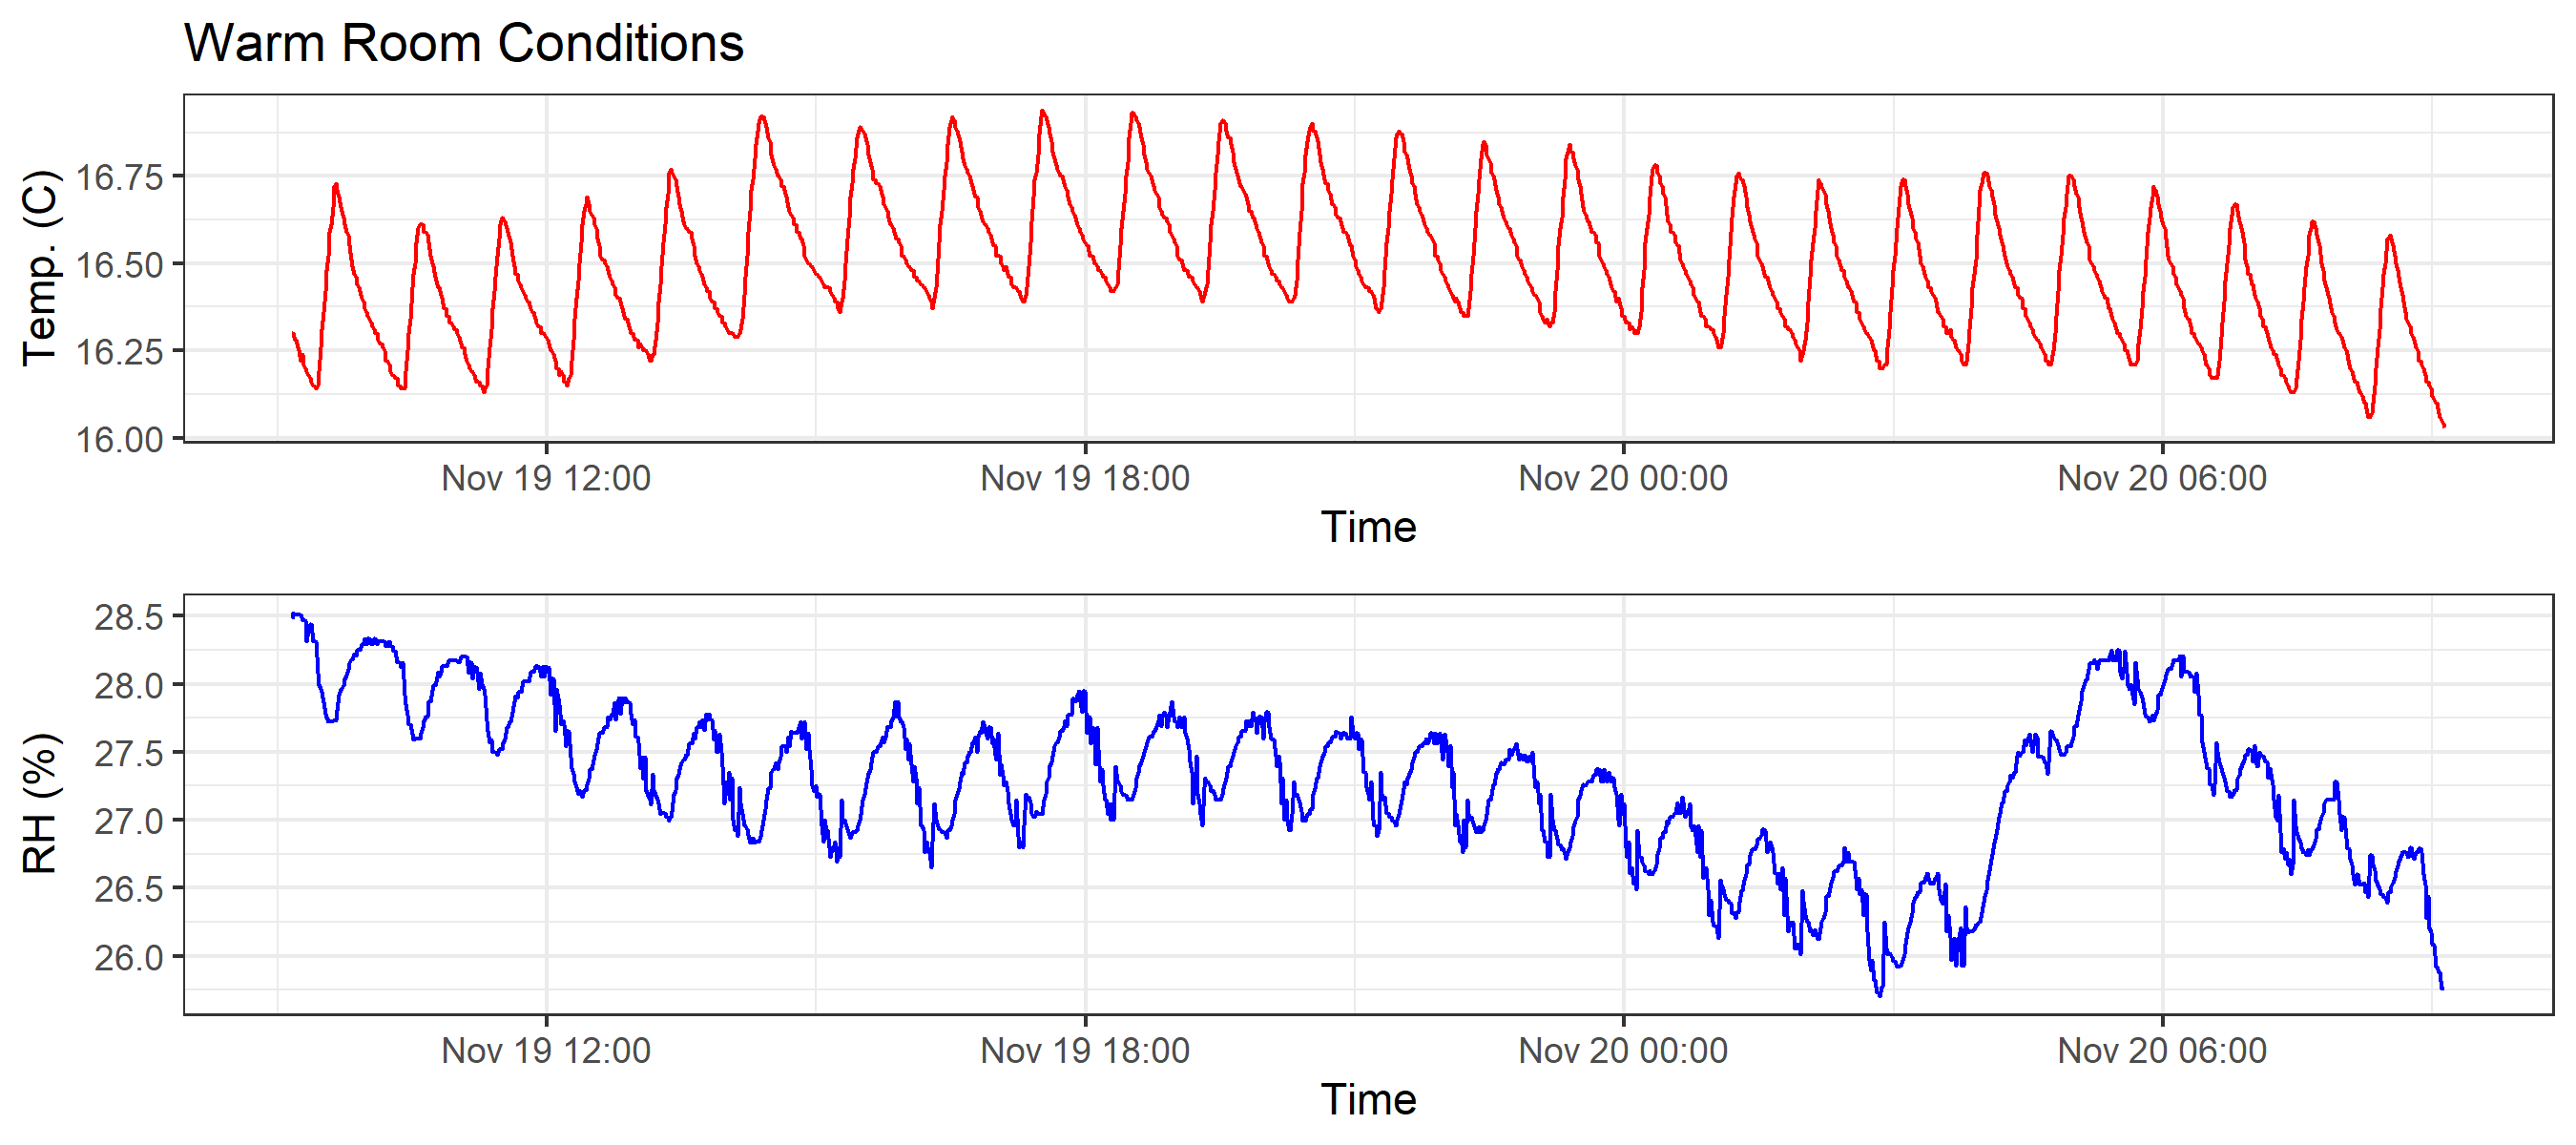 Warm Room Conditions
Temp. (C)
16.75
16.50
16.25
16.00
Nov 19 12:00 Nov 19 18:00 Nov 20 00:00 Nov 20 06:00
Time
RH (%)
28.5
28.0
27.5
27.0
26.5
26.0
Nov 19 12:00 Nov 19 18:00 Nov 20 00:00 Nov 20 06:00
Time